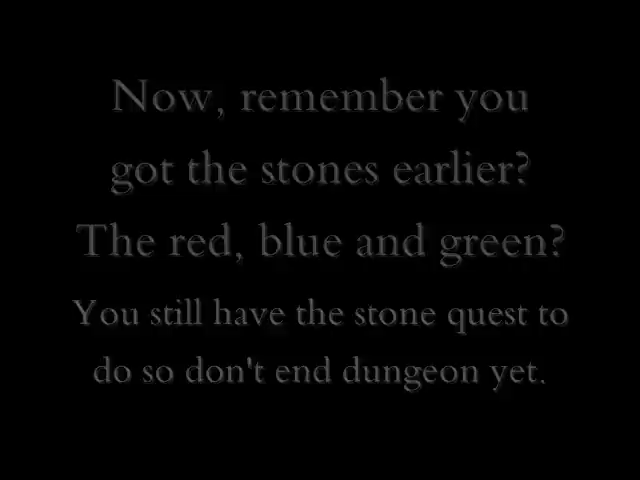 Now, remember you
got the stones earlier?
The red, blue and green?
You still have the stone quest to
do so don't end dungeon yet.